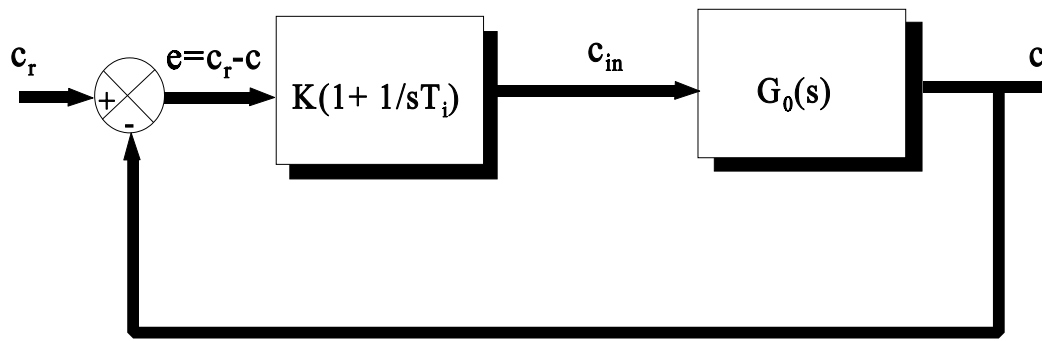 c_r
e=c_r-c
+
-
K(1+ 1/sT_i)
c_in
G_0(s)
c